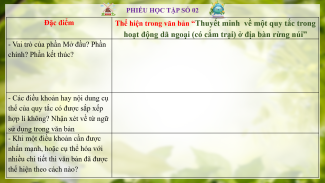 PHIẾU HỌC TẬP SỐ 02
Đặc điểm
Thể hiện trong văn bản “Thuyết minh về một quy tắc trong
hoạt động dã ngoại (có cắm trại) ở địa bàn rừng núi”
- Vai trò của phần Mở đầu? Phần
chính? Phần kết thúc?
- Các điều khoản hay nội dung cụ
thể của quy tắc có được sắp xếp
hợp lí không? Nhận xét về từ ngữ
sử dụng trong văn bản
- Khi một điều khoản cần được
nhấn mạnh, hoặc cụ thể hóa với
nhiều chi tiết thì văn bản đã được
thể hiện theo cách nào?